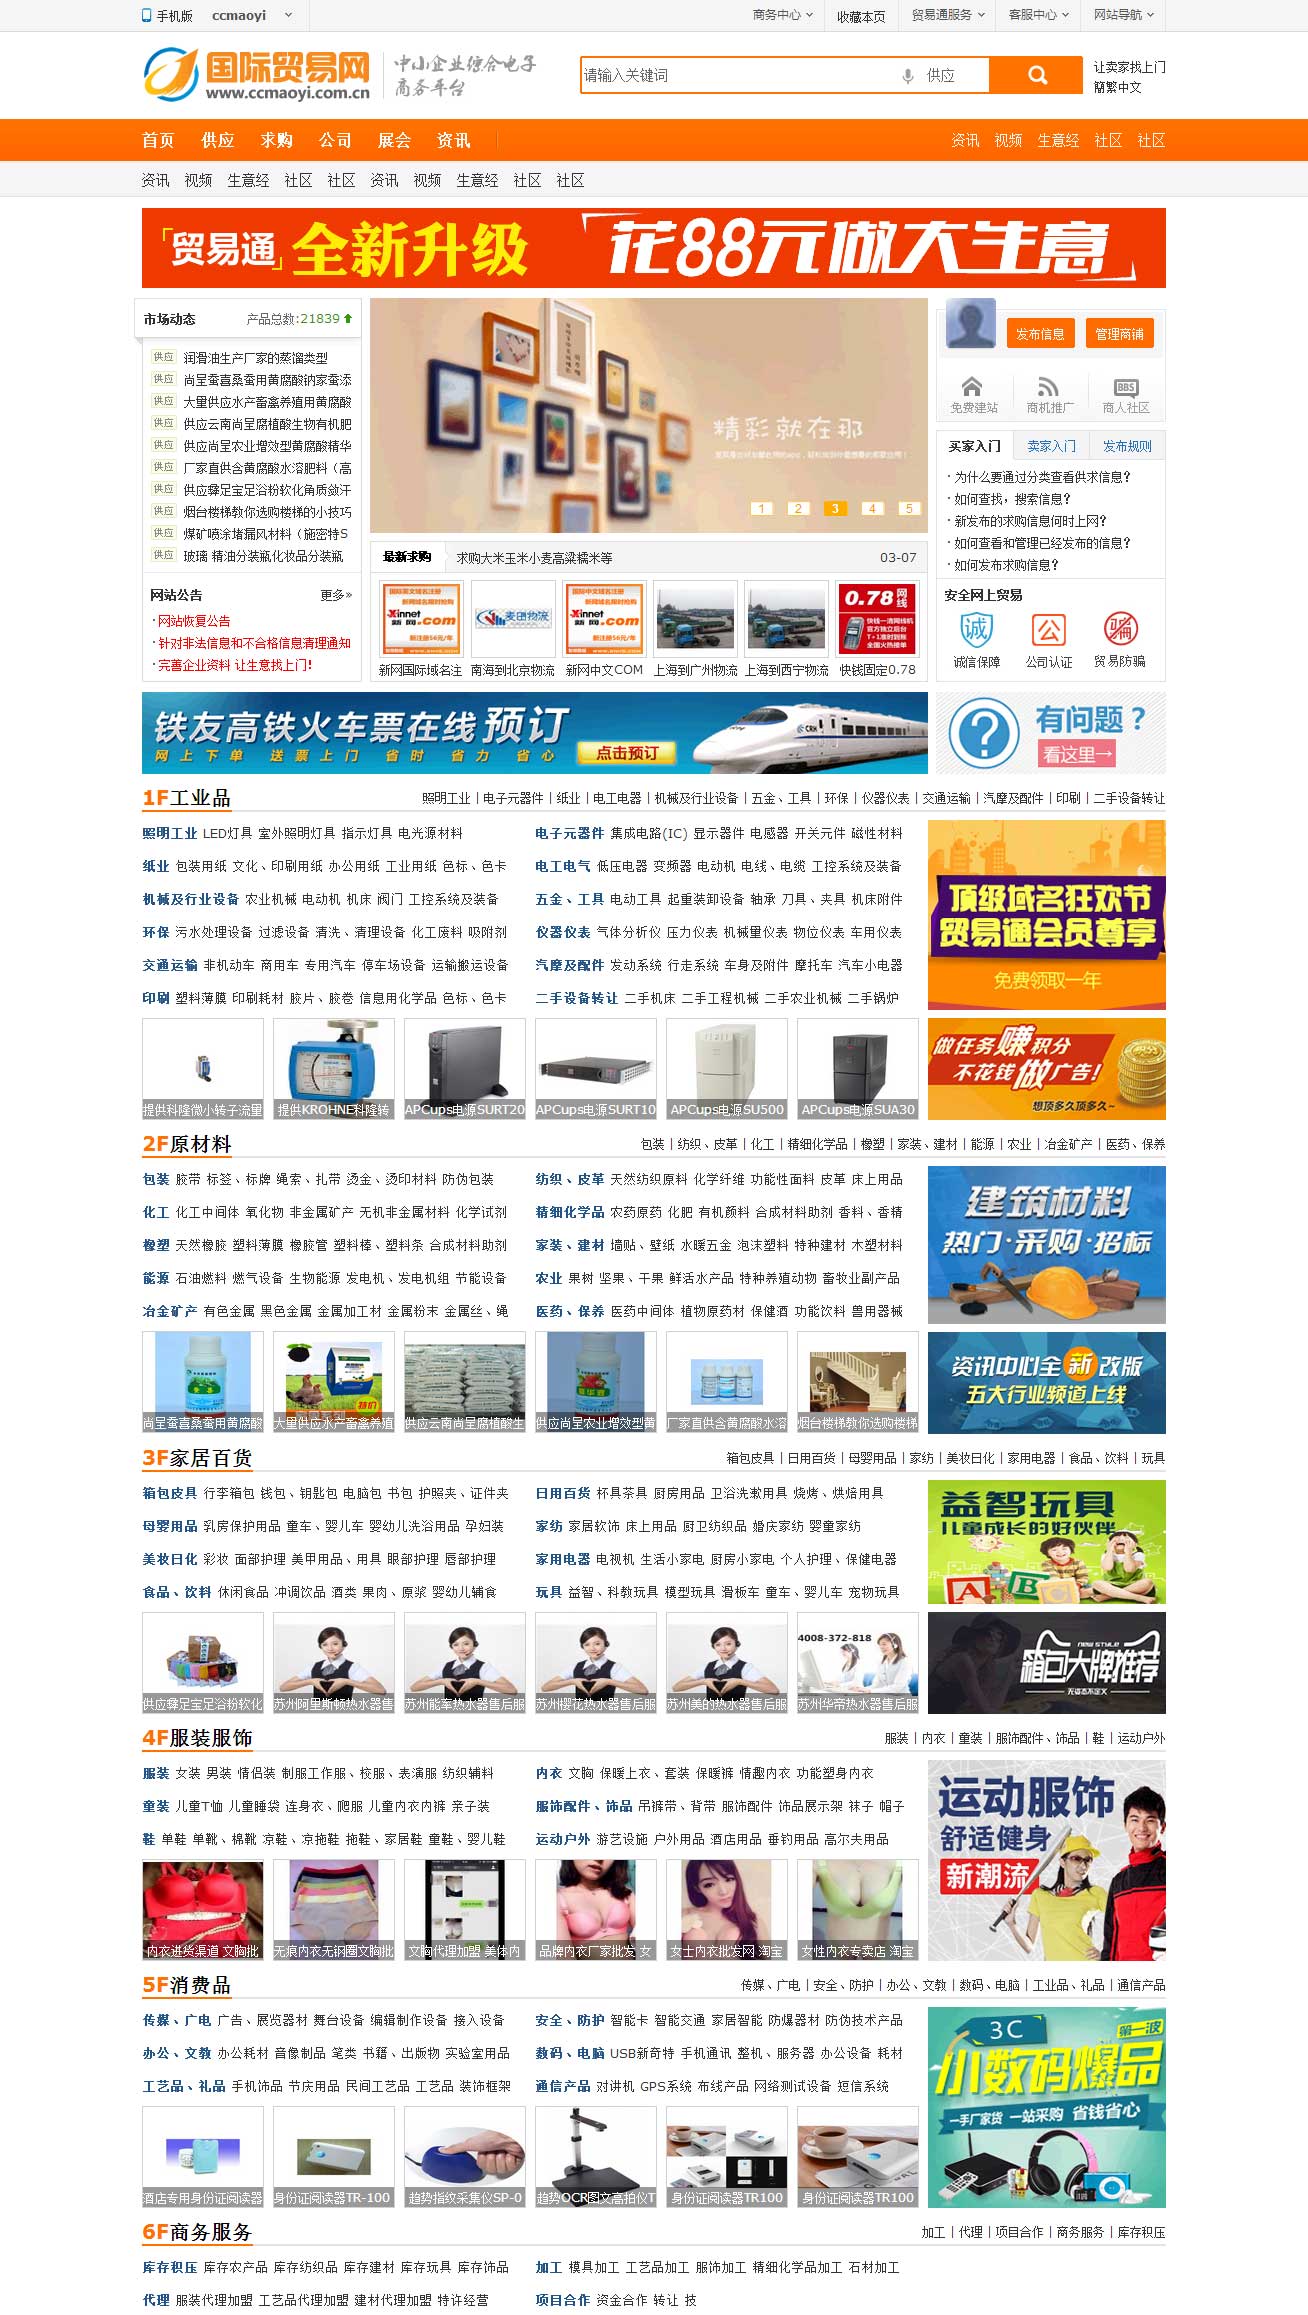 手机版 ccmaoyi 商务中心 收藏本页 贸易通服务 客服中心 网站导航
国际贸易网 中小企业综合电子
www.ccmaoyi.com.cn 商务平台
请输入关键词 供应
让卖家找上门
簡繁中文
首页 供应 求购 公司 展会 资讯 资讯 视频 生意经 社区 社区
资讯 视频 生意经 社区 社区 资讯 视频 生意经 社区 社区
「贸易通」全新升级 花88元做大生意
市场动态 产品总数:21839
供应 润滑油生产厂家的蒸馏类型
供应 尚呈蚕喜桑蚕用黄腐酸钠家蚕添
供应 大量供应水产畜禽养殖用黄腐酸
供应 供应云南尚呈腐植酸生物有机肥
供应 供应尚呈农业增效型黄腐酸精华
供应 厂家直供含黄腐酸水溶肥料（高
供应 供应彝足宝足浴粉软化角质敛汗
供应 烟台楼梯教你选购楼梯的小技巧
供应 煤矿喷涂堵漏风材料（施密特S
供应 玻璃 精油分装瓶化妆品分装瓶
网站公告 更多»
·网站恢复公告
·针对非法信息和不合格信息清理通知
·完善企业资料 让生意找上门!
精彩就在那
1 2 3 4 5
最新求购 求购大米玉米小麦高粱糯米等 03-07
国际英文域名注册
新网域名限时抢购
xinnet
新网.com
新注册56元/年
麦田物流
国际中文域名注册
新网域名限时抢购
xinnet
新网.com
新注册56元/年
0.78 网线
快钱一清网线机
官方独立后台
T+1准时到账
全国火热接单
新网国际域名注 南海到北京物流 新网中文COM 上海到广州物流 上海到西宁物流 快钱固定0.78
发布信息 管理商铺
免费建站 商机推广 BBS 商人社区
买家入门 卖家入门 发布规则
·为什么要通过分类查看供求信息?
·如何查找，搜索信息?
·新发布的求购信息何时上网?
·如何查看和管理已经发布的信息?
·如何发布求购信息?
安全网上贸易
诚 公 骗
诚信保障 公司认证 贸易防骗
铁友高铁火车票在线预订
网上下单 送票上门 省时 省力 省心 点击预订 CRH
? 有问题？
看这里→
1F工业品 照明工业 | 电子元器件 | 纸业 | 电工电器 | 机械及行业设备 | 五金、工具 | 环保 | 仪器仪表 | 交通运输 | 汽摩及配件 | 印刷 | 二手设备转让
照明工业 LED灯具 室外照明灯具 指示灯具 电光源材料
电子元器件 集成电路(IC) 显示器件 电感器 开关元件 磁性材料
纸业 包装用纸 文化、印刷用纸 办公用纸 工业用纸 色标、色卡
电工电气 低压电器 变频器 电动机 电线、电缆 工控系统及装备
机械及行业设备 农业机械 电动机 机床 阀门 工控系统及装备
五金、工具 电动工具 起重装卸设备 轴承 刀具、夹具 机床附件
环保 污水处理设备 过滤设备 清洗、清理设备 化工废料 吸附剂
仪器仪表 气体分析仪 压力仪表 机械量仪表 物位仪表 车用仪表
交通运输 非机动车 商用车 专用汽车 停车场设备 运输搬运设备
汽摩及配件 发动系统 行走系统 车身及附件 摩托车 汽车小电器
印刷 塑料薄膜 印刷耗材 胶片、胶卷 信息用化学品 色标、色卡
二手设备转让 二手机床 二手工程机械 二手农业机械 二手锅炉
顶级域名狂欢节
贸易通会员尊享
免费领取一年
提供科隆微小转子流量 提供KROHNE科隆转 APCups电源SURT20 APCups电源SURT10 APCups电源SU500 APCups电源SUA30
做任务赚积分
不花钱做广告!
想顶多久顶多久~
2F原材料 包装 | 纺织、皮革 | 化工 | 精细化学品 | 橡塑 | 家装、建材 | 能源 | 农业 | 冶金矿产 | 医药、保养
包装 胶带 标签、标牌 绳索、扎带 烫金、烫印材料 防伪包装
纺织、皮革 天然纺织原料 化学纤维 功能性面料 皮革 床上用品
化工 化工中间体 氧化物 非金属矿产 无机非金属材料 化学试剂
精细化学品 农药原药 化肥 有机颜料 合成材料助剂 香料、香精
橡塑 天然橡胶 塑料薄膜 橡胶管 塑料棒、塑料条 合成材料助剂
家装、建材 墙贴、壁纸 水暖五金 泡沫塑料 特种建材 木塑材料
能源 石油燃料 燃气设备 生物能源 发电机、发电机组 节能设备
农业 果树 坚果、干果 鲜活水产品 特种养殖动物 畜牧业副产品
冶金矿产 有色金属 黑色金属 金属加工材 金属粉末 金属丝、绳
医药、保养 医药中间体 植物原药材 保健酒 功能饮料 兽用器械
建筑材料
热门·采购·招标
特价
尚呈蚕喜桑蚕用黄腐酸 大量供应水产畜禽养殖 供应云南尚呈腐植酸生 供应尚呈农业增效型黄 厂家直供含黄腐酸水溶 烟台楼梯教你选购楼梯
资讯中心全新改版
五大行业频道上线
3F家居百货 箱包皮具 | 日用百货 | 母婴用品 | 家纺 | 美妆日化 | 家用电器 | 食品、饮料 | 玩具
箱包皮具 行李箱包 钱包、钥匙包 电脑包 书包 护照夹、证件夹
日用百货 杯具茶具 厨房用品 卫浴洗漱用具 烧烤、烘焙用具
母婴用品 乳房保护用品 童车、婴儿车 婴幼儿洗浴用品 孕妇装
家纺 家居软饰 床上用品 厨卫纺织品 婚庆家纺 婴童家纺
美妆日化 彩妆 面部护理 美甲用品、用具 眼部护理 唇部护理
家用电器 电视机 生活小家电 厨房小家电 个人护理、保健电器
食品、饮料 休闲食品 冲调饮品 酒类 果肉、原浆 婴幼儿辅食
玩具 益智、科教玩具 模型玩具 滑板车 童车、婴儿车 宠物玩具
益智玩具
儿童成长的好伙伴
A B C
4008-372-818
供应彝足宝足浴粉软化 苏州阿里斯顿热水器售 苏州能率热水器售后服 苏州樱花热水器售后服 苏州美的热水器售后服 苏州华帝热水器售后服
NEW STYLE
箱包大牌推荐
无姿态不定义
4F服装服饰 服装 | 内衣 | 童装 | 服饰配件、饰品 | 鞋 | 运动户外
服装 女装 男装 情侣装 制服工作服、校服、表演服 纺织辅料
内衣 文胸 保暖上衣、套装 保暖裤 情趣内衣 功能塑身内衣
童装 儿童T恤 儿童睡袋 连身衣、爬服 儿童内衣内裤 亲子装
服饰配件、饰品 吊裤带、背带 服饰配件 饰品展示架 袜子 帽子
鞋 单鞋 单靴、棉靴 凉鞋、凉拖鞋 拖鞋、家居鞋 童鞋、婴儿鞋
运动户外 游艺设施 户外用品 酒店用品 垂钓用品 高尔夫用品
运动服饰
舒适健身
新潮流
内衣进货渠道 文胸批 无痕内衣无钢圈文胸批 文胸代理加盟 美体内 品牌内衣厂家批发 女 女士内衣批发网 淘宝 女性内衣专卖店 淘宝
5F消费品 传媒、广电 | 安全、防护 | 办公、文教 | 数码、电脑 | 工业品、礼品 | 通信产品
传媒、广电 广告、展览器材 舞台设备 编辑制作设备 接入设备
安全、防护 智能卡 智能交通 家居智能 防爆器材 防伪技术产品
办公、文教 办公耗材 音像制品 笔类 书籍、出版物 实验室用品
数码、电脑 USB新奇特 手机通讯 整机、服务器 办公设备 耗材
工艺品、礼品 手机饰品 节庆用品 民间工艺品 工艺品 装饰框架
通信产品 对讲机 GPS系统 布线产品 网络测试设备 短信系统
3C 第一波
小数码爆品
一手厂家货 一站采购 省钱省心
酒店专用身份证阅读器 身份证阅读器TR-100 趋势指纹采集仪SP-0 趋势OCR图文高拍仪T 身份证阅读器TR100 身份证阅读器TR100
6F商务服务 加工 | 代理 | 项目合作 | 商务服务 | 库存积压
库存积压 库存农产品 库存纺织品 库存建材 库存玩具 库存饰品
加工 模具加工 工艺品加工 服饰加工 精细化学品加工 石材加工
代理 服装代理加盟 工艺品代理加盟 建材代理加盟 特许经营
项目合作 资金合作 转让 技